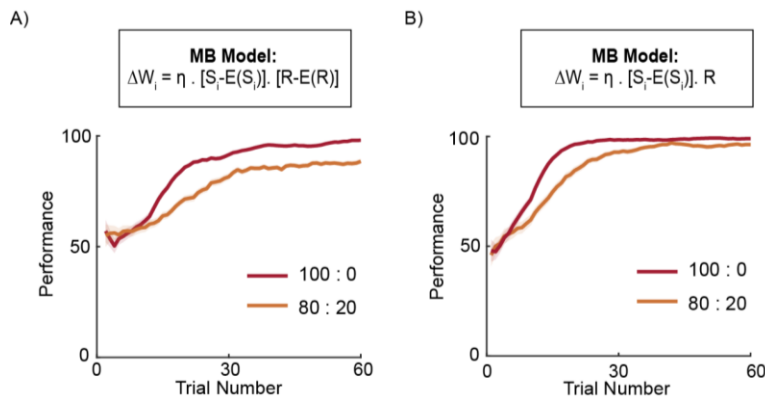 A)
MB Model:
ΔWᵢ = η . [Sᵢ-E(Sᵢ)]. [R-E(R)]
100
50
0
Performance
100 : 0
80 : 20
0
30
60
Trial Number
B)
MB Model:
ΔWᵢ = η . [Sᵢ-E(Sᵢ)]. R
100
50
0
Performance
100 : 0
80 : 20
0
30
60
Trial Number